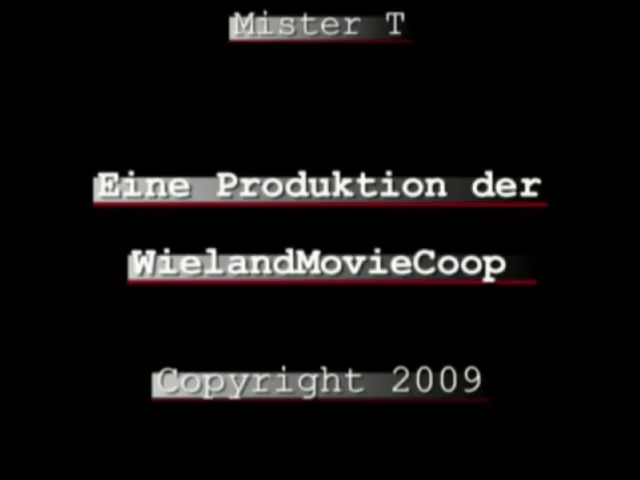 Mister T
Eine Produktion der
WielandMovieCoop
Copyright 2009